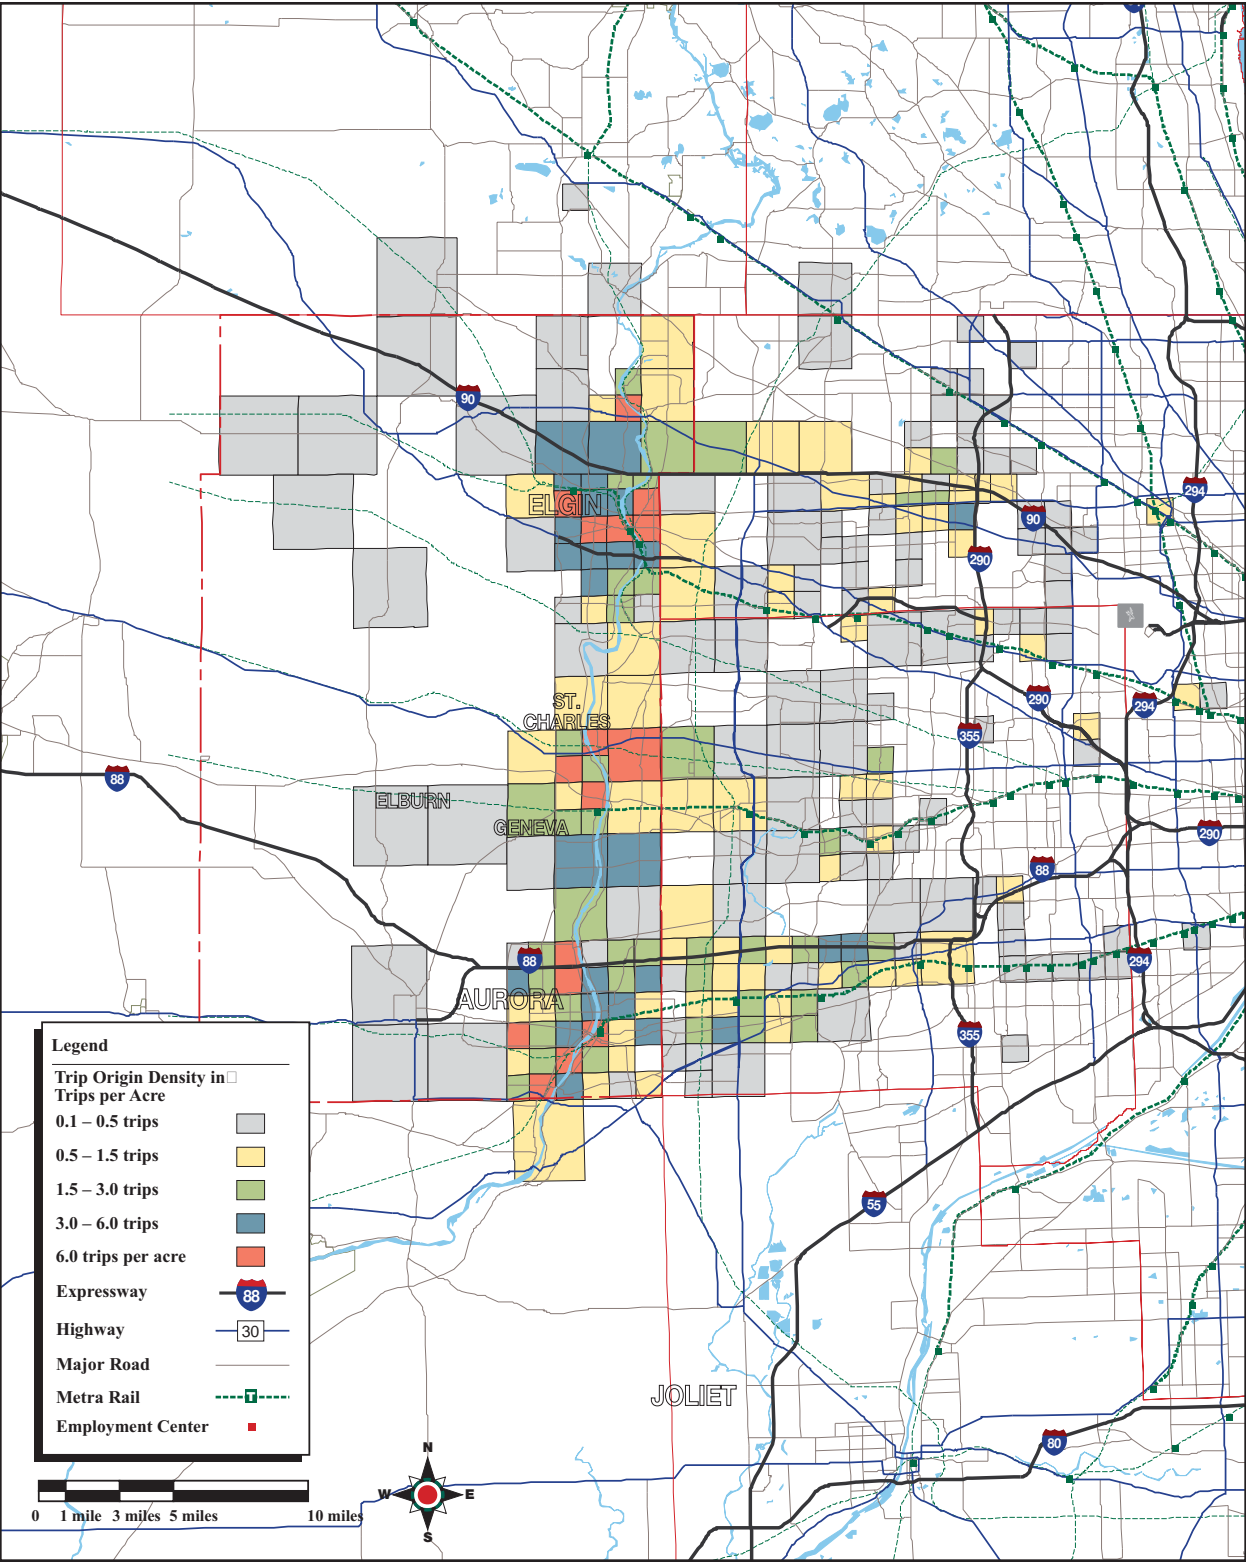 90
294
ELGIN
90
290
ST.
CHARLES
290
294
355
88
ELBURN
GENEVA
290
88
88
294
AURORA
355
Legend
Trip Origin Density in
Trips per Acre
0.1 – 0.5 trips
0.5 – 1.5 trips
1.5 – 3.0 trips
3.0 – 6.0 trips
6.0 trips per acre
Expressway
88
Highway
30
Major Road
Metra Rail
T
Employment Center
55
JOLIET
80
N
W
E
S
0 1 mile 3 miles 5 miles 10 miles